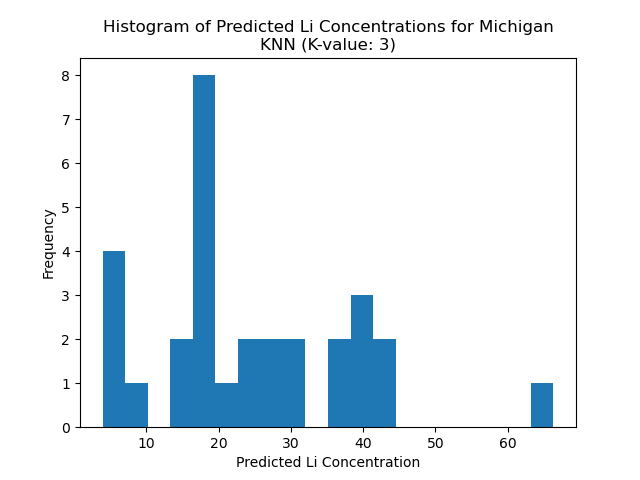 Histogram of Predicted Li Concentrations for Michigan
KNN (K-value: 3)
8
7
6
5
4
3
2
1
0
Frequency
10 20 30 40 50 60
Predicted Li Concentration